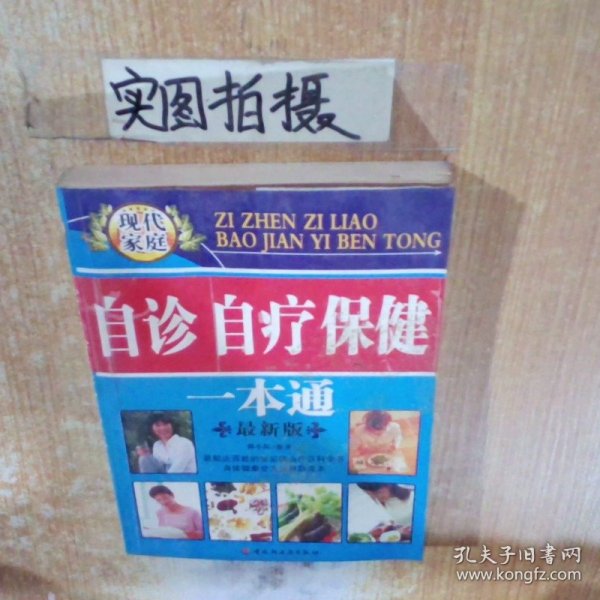 实图拍摄
现代
家庭
ZI ZHEN ZI LIAO
BAO JIAN YI BEN TONG
自诊 自疗 保健
一本通
最新版
孔夫子旧书网
www.kongfz.com